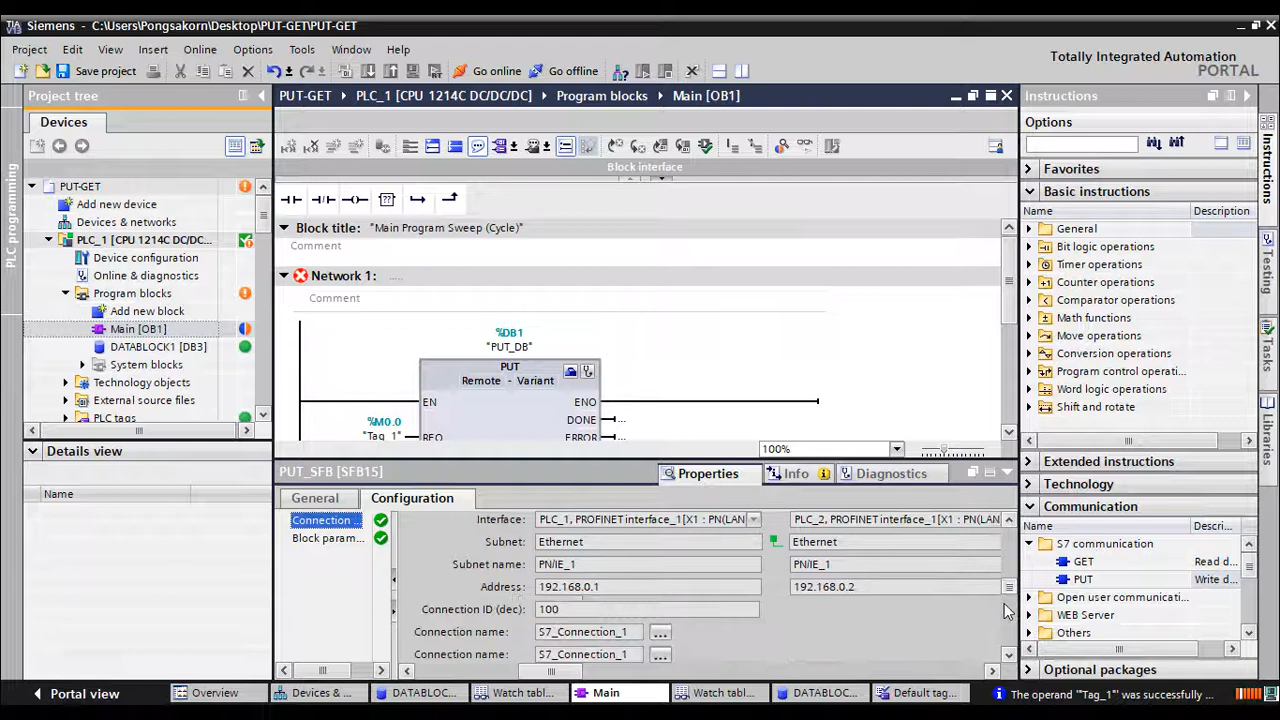 Siemens - C:\Users\Pongsakorn\Desktop\PUT-GET\PUT-GET
TIA
V13
Project Edit View Insert Online Options Tools Window Help
Totally Integrated Automation
PORTAL
Save project
Go online
Go offline
Project tree
PUT-GET
PLC_1 [CPU 1214C DC/DC/DC]
Program blocks
Main [OB1]
Instructions
Devices
Options
PLC programming
Block interface
PUT-GET
Add new device
Devices & networks
PLC_1 [CPU 1214C DC/DC...
Device configuration
Online & diagnostics
Program blocks
Add new block
Main [OB1]
DATABLOCK1 [DB3]
System blocks
Technology objects
External source files
PLC tags
Details view
Name
Block title: "Main Program Sweep (Cycle)"
Comment
Network 1: .....
Comment
%DB1
"PUT_DB"
PUT
Remote - Variant
EN
ENO
%M0.0
"Tag_1"
REQ
DONE
...
ERROR
...
100%
PUT_SFB [SFB15]
Properties
Info
Diagnostics
General
Configuration
Connection ...
Block param...
Interface: PLC_1, PROFINET interface_1[X1 : PN(LAN PLC_2, PROFINET interface_1[X1 : PN(LAN
Subnet: Ethernet Ethernet
Subnet name: PN/IE_1 PN/IE_1
Address: 192.168.0.1 192.168.0.2
Connection ID (dec): 100
Connection name: S7_Connection_1 ...
Connection name: S7_Connection_1 ...
Favorites
Basic instructions
Name Description
General
Bit logic operations
Timer operations
Counter operations
Comparator operations
Math functions
Move operations
Conversion operations
Program control operati...
Word logic operations
Shift and rotate
Extended instructions
Technology
Communication
Name Descri...
S7 communication
GET Read d...
PUT Write d...
Open user communicati...
WEB Server
Others
Optional packages
Instructions
Testing
Tasks
Libraries
Portal view
Overview
Devices & ...
DATABLOC...
Watch tabl...
Main
Watch tabl...
DATABLOC...
Default tag...
The operand '"Tag_1"' was successfully ...